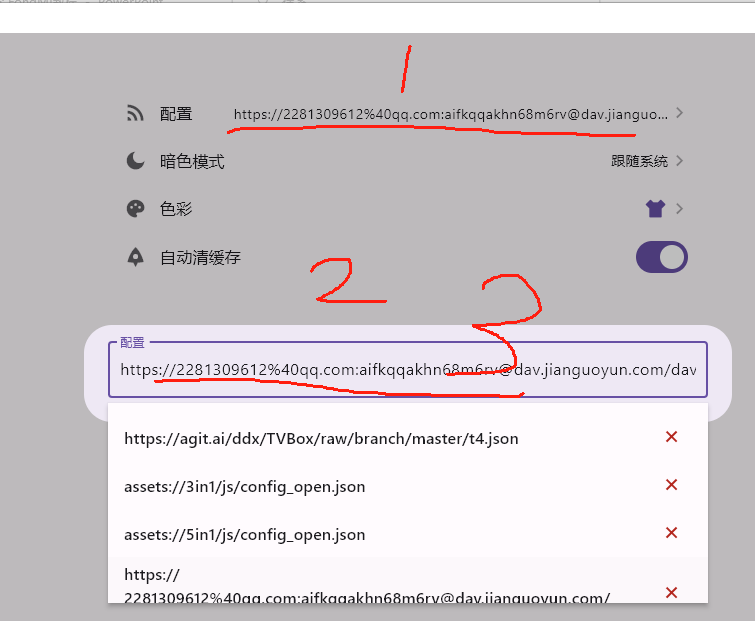 1
配置
https://2281309612%40qq.com:aifkqqakhn68m6rv@dav.jianguo...
暗色模式
跟随系统
色彩
自动清缓存
2
3
配置
https://2281309612%40qq.com:aifkqqakhn68m6rv@dav.jianguoyun.com/dav
https://agit.ai/ddx/TVBox/raw/branch/master/t4.json
assets://3in1/js/config_open.json
assets://5in1/js/config_open.json
https://
2281309612%40qq.com:aifkqqakhn68m6rv@dav.jianguoyun.com/